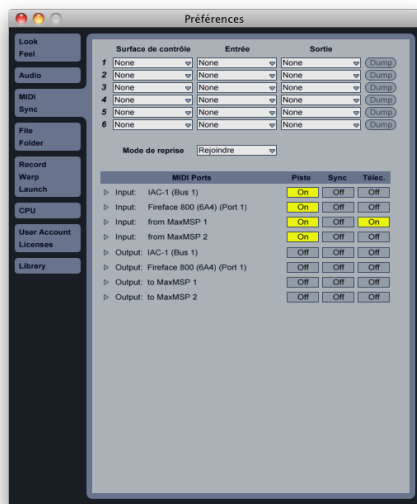 Préférences
Look
Feel
Audio
MIDI
Sync
File
Folder
Record
Warp
Launch
CPU
User Account
Licenses
Library
Surface de contrôle Entrée Sortie
1 None None None Dump
2 None None None Dump
3 None None None Dump
4 None None None Dump
5 None None None Dump
6 None None None Dump
Mode de reprise Rejoindre
MIDI Ports Piste Sync Téléc.
Input: IAC-1 (Bus 1) On Off Off
Input: Fireface 800 (6A4) (Port 1) On Off Off
Input: from MaxMSP 1 On Off On
Input: from MaxMSP 2 On Off Off
Output: IAC-1 (Bus 1) Off Off Off
Output: Fireface 800 (6A4) (Port 1) Off Off Off
Output: to MaxMSP 1 Off Off Off
Output: to MaxMSP 2 Off Off Off